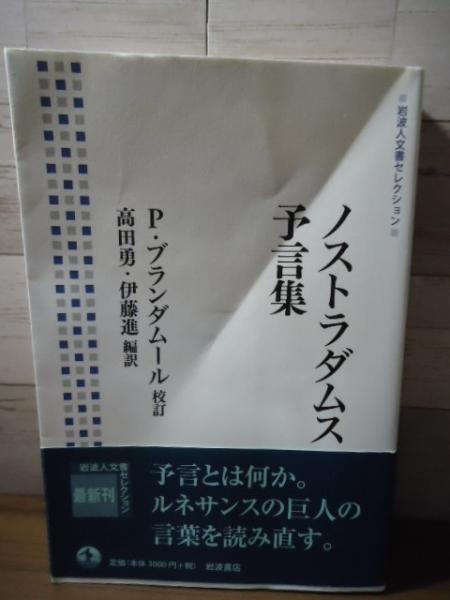 岩波人文書セレクション
ノストラダムス
予言集
P・ブランダムール 校訂
高田勇・伊藤進 編訳
岩波人文書セレクション
最新刊
予言とは何か。
ルネサンスの巨人の
言葉を読み直す。
定価(本体3000円+税) 岩波書店